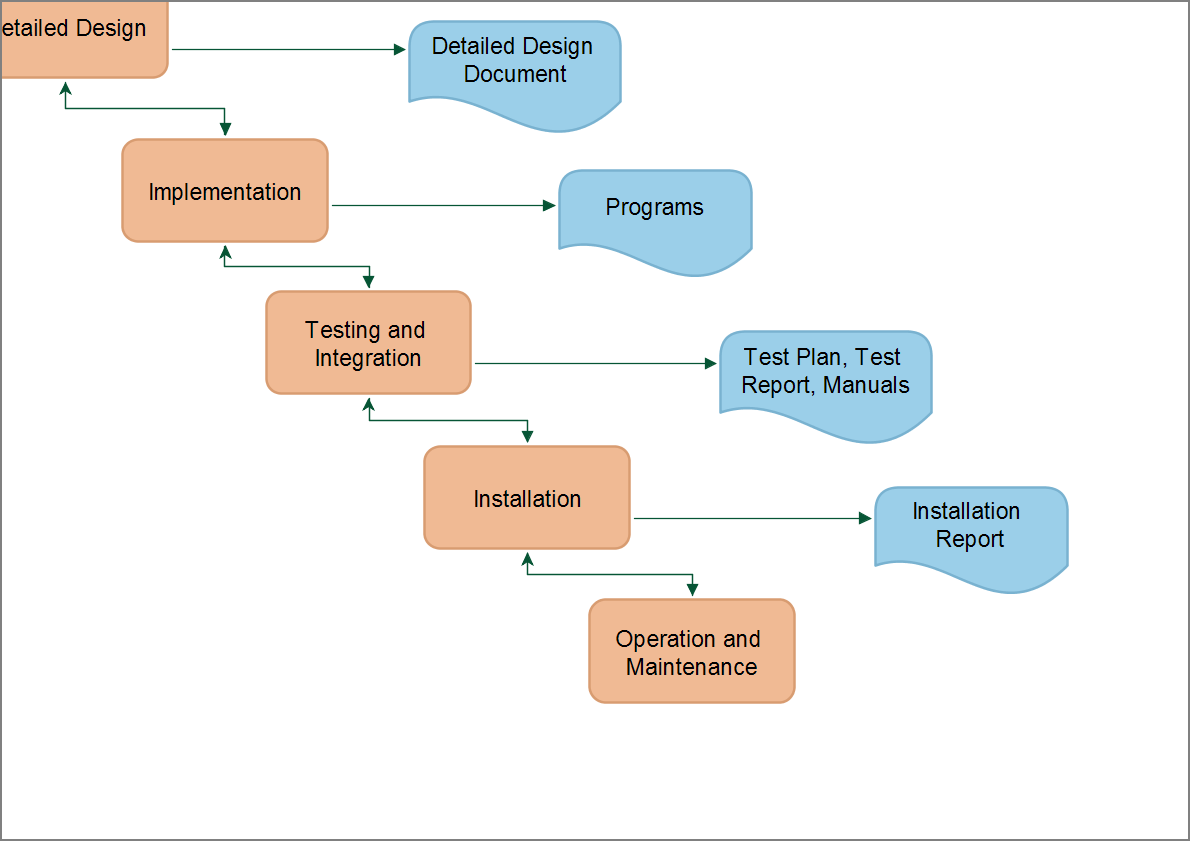 etailed Design
Detailed Design
Document
Implementation
Programs
Testing and
Integration
Test Plan, Test
Report, Manuals
Installation
Installation
Report
Operation and
Maintenance